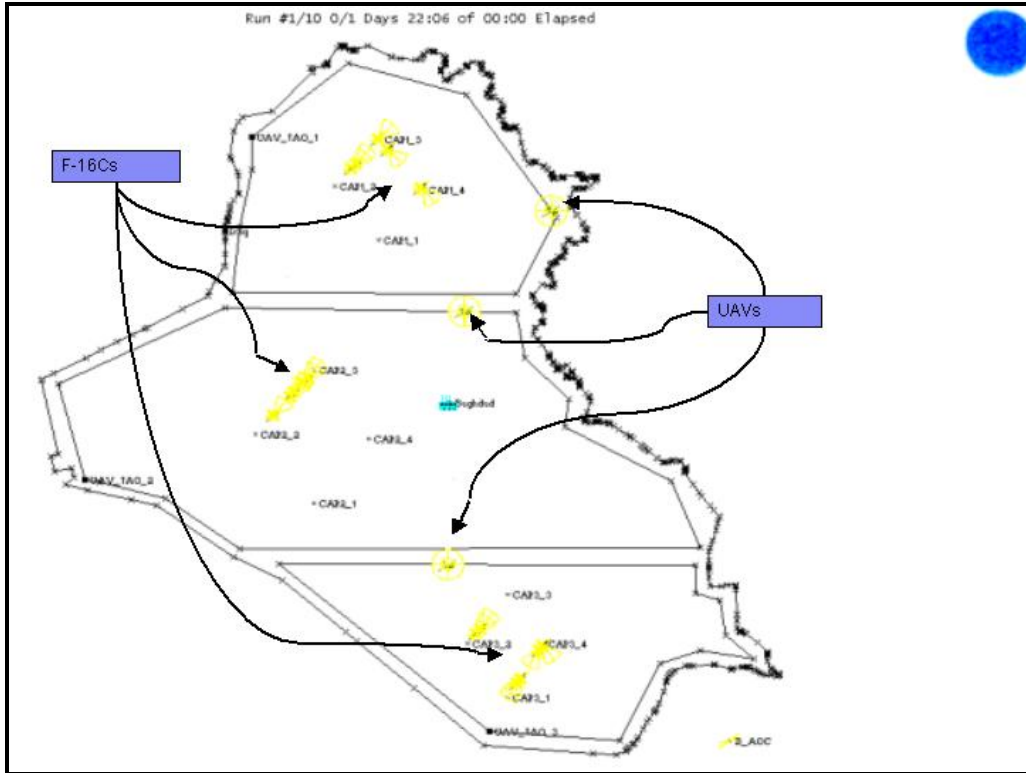 Run #1/10 0/1 Days 22:06 of 00:00 Elapsed
UAV_TAO_1
CAP1_3
F-16Cs
CAP1_2
CAP1_4
CAP1_1
UAVs
CAP2_3
Baghdad
CAP2_2
CAP2_4
UAV_TAO_2
CAP2_1
CAP3_3
CAP3_2
CAP3_4
CAP3_1
UAV_TAO_3